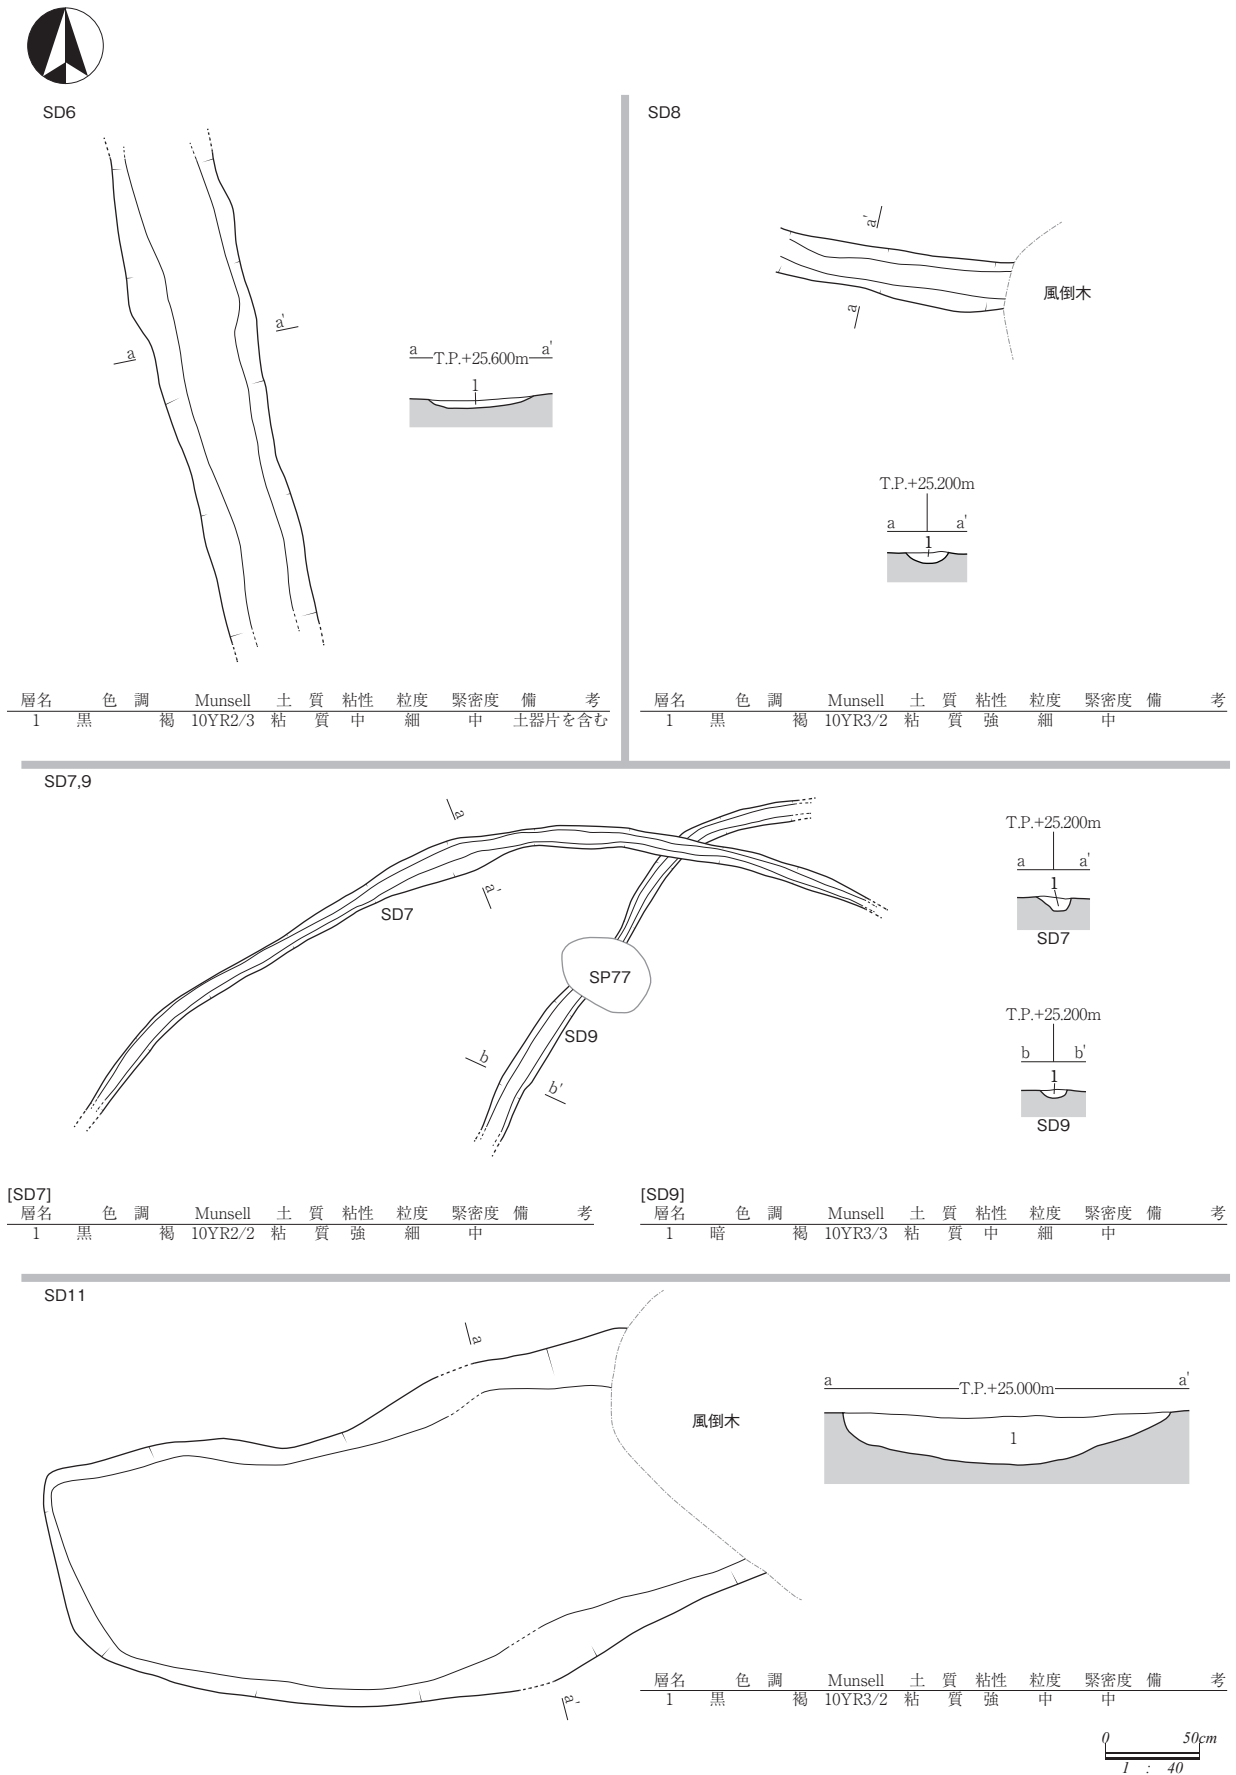 SD6
a
a'
a T.P.+25.600m a'
1
層名 色調 Munsell 土質 粘性 粒度 緊密度 備考
1 黒褐 10YR2/3 粘質 中 細 中 土器片を含む
SD8
a'
a
風倒木
T.P.+25.200m
a a'
1
層名 色調 Munsell 土質 粘性 粒度 緊密度 備考
1 黒褐 10YR3/2 粘質 強 細 中
SD7,9
a
a'
SD7
SP77
SD9
b
b'
T.P.+25.200m
a a'
1
SD7
T.P.+25.200m
b b'
1
SD9
[SD7]
層名 色調 Munsell 土質 粘性 粒度 緊密度 備考
1 黒褐 10YR2/2 粘質 強 細 中
[SD9]
層名 色調 Munsell 土質 粘性 粒度 緊密度 備考
1 暗褐 10YR3/3 粘質 中 細 中
SD11
a
風倒木
a'
a T.P.+25.000m a'
1
層名 色調 Munsell 土質 粘性 粒度 緊密度 備考
1 黒褐 10YR3/2 粘質 強 中 中
0 50cm
1 : 40